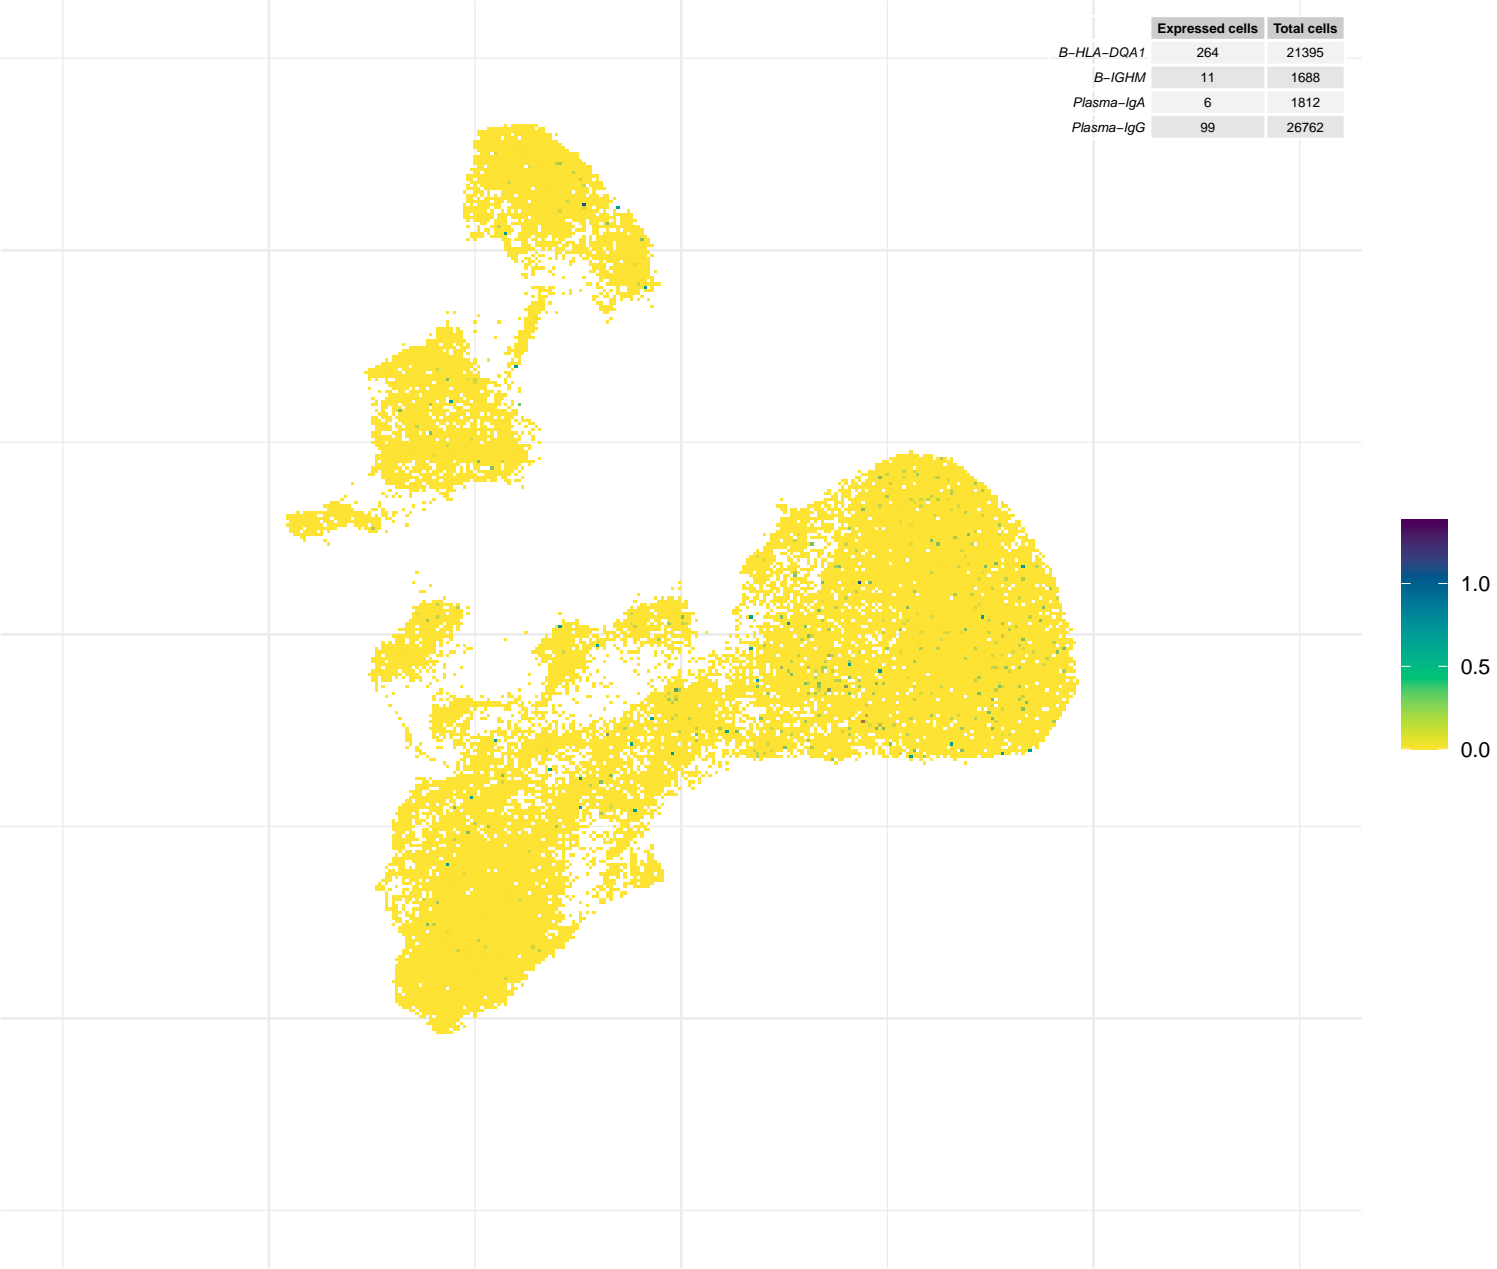 Expressed cells Total cells
B−HLA−DQA1 264 21395
B−IGHM 11 1688
Plasma−IgA 6 1812
Plasma−IgG 99 26762
1.0
0.5
0.0